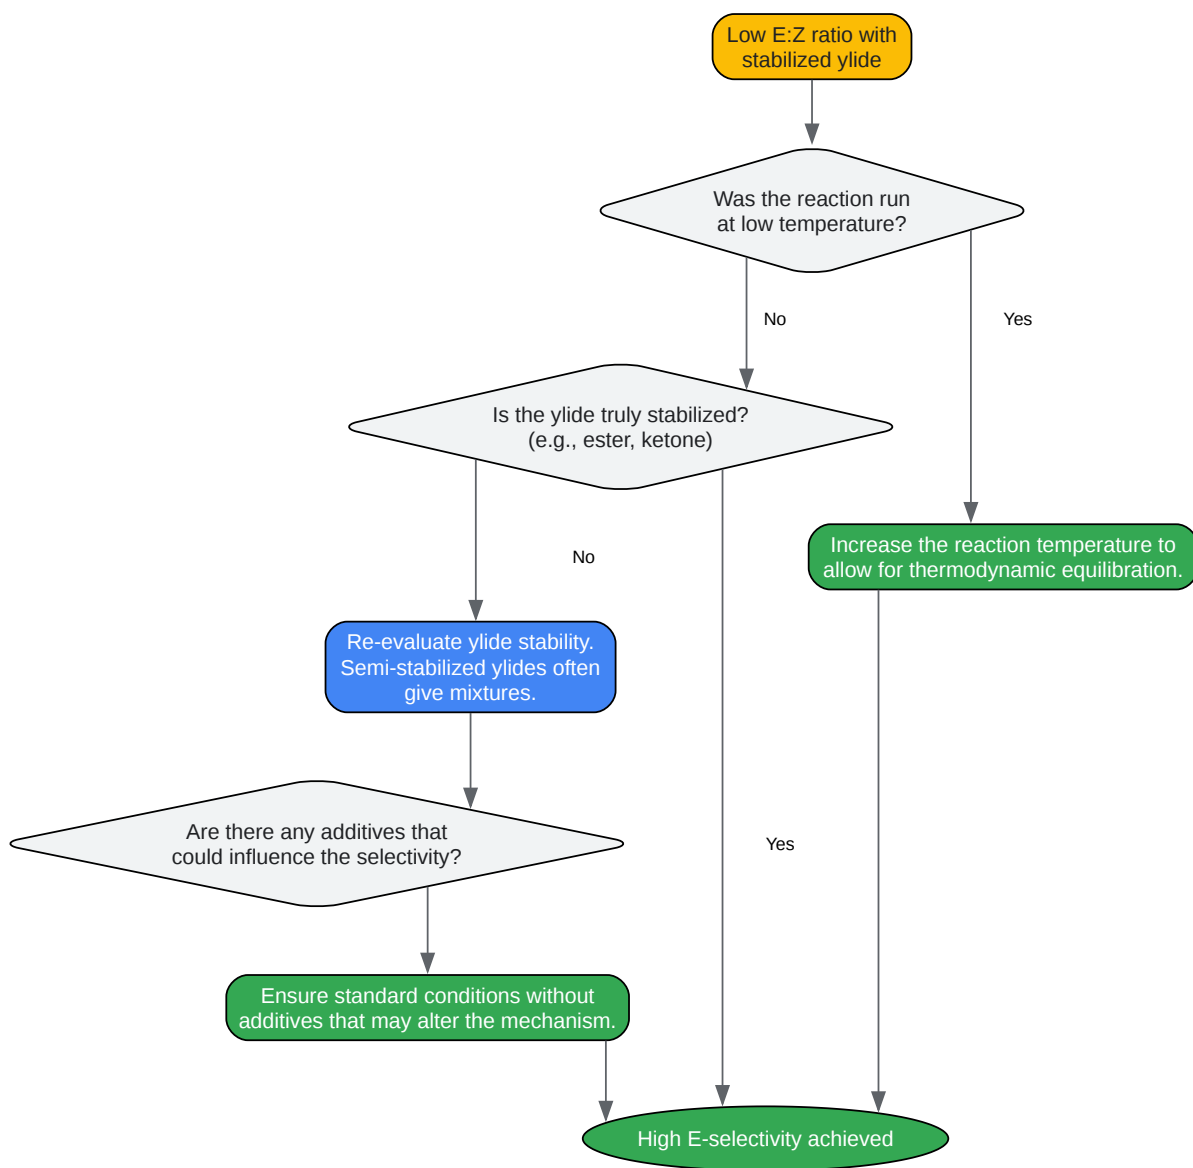 Low E:Z ratio with
stabilized ylide
Was the reaction run
at low temperature?
No
Yes
Is the ylide truly stabilized?
(e.g., ester, ketone)
Increase the reaction temperature to
allow for thermodynamic equilibration.
No
Re-evaluate ylide stability.
Semi-stabilized ylides often
give mixtures.
Are there any additives that
could influence the selectivity?
Yes
Ensure standard conditions without
additives that may alter the mechanism.
High E-selectivity achieved